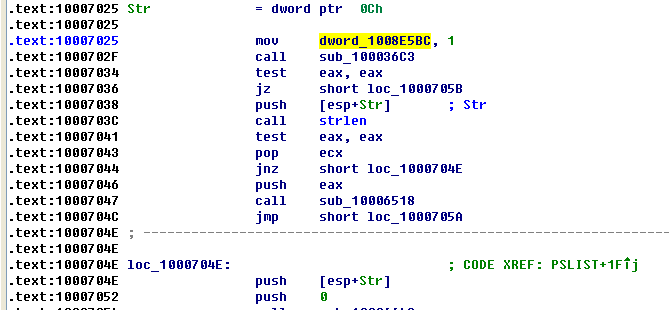 .text:10007025 Str = dword ptr 0Ch
.text:10007025
.text:10007025 mov dword_1008E5BC, 1
.text:1000702F call sub_100036C3
.text:10007034 test eax, eax
.text:10007036 jz short loc_1000705B
.text:10007038 push [esp+Str] ; Str
.text:1000703C call strlen
.text:10007041 test eax, eax
.text:10007043 pop ecx
.text:10007044 jnz short loc_1000704E
.text:10007046 push eax
.text:10007047 call sub_10006518
.text:1000704C jmp short loc_1000705A
.text:1000704E ; ---------------------------------------------------------------------------
.text:1000704E
.text:1000704E loc_1000704E: ; CODE XREF: PSLIST+1F↑j
.text:1000704E push [esp+Str]
.text:10007052 push 0